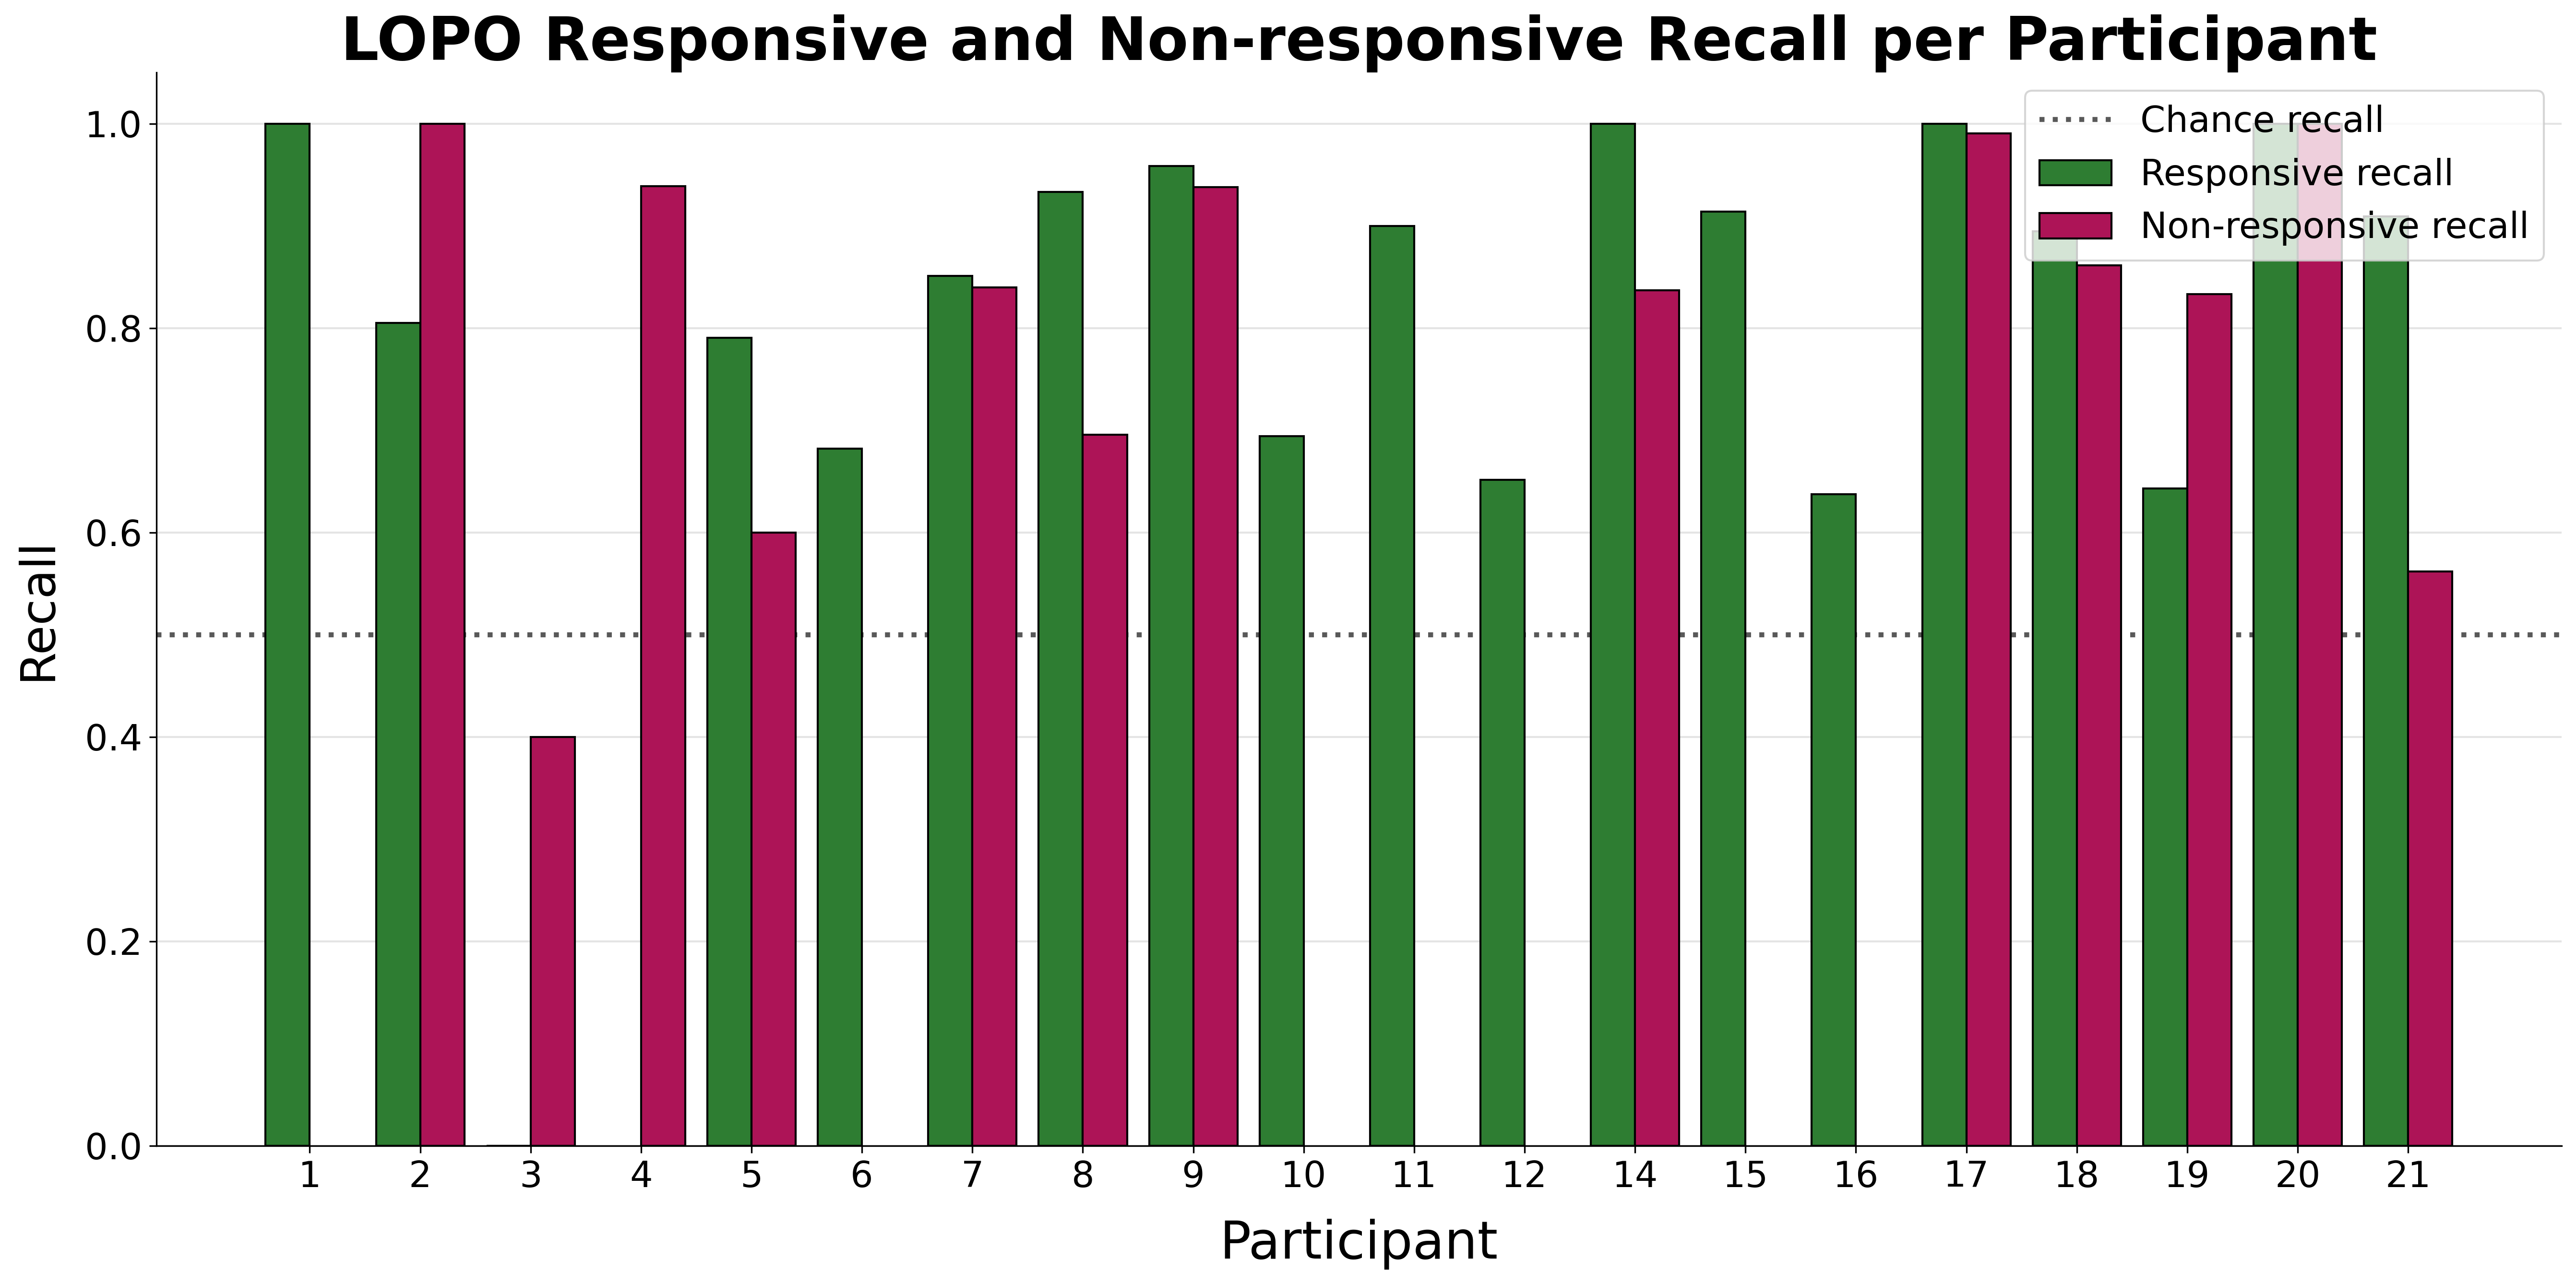 LOPO Responsive and Non-responsive Recall per Participant
Chance recall
Responsive recall
Non-responsive recall
1.0
0.8
0.6
0.4
0.2
0.0
Recall
1 2 3 4 5 6 7 8 9 10 11 12 14 15 16 17 18 19 20 21
Participant